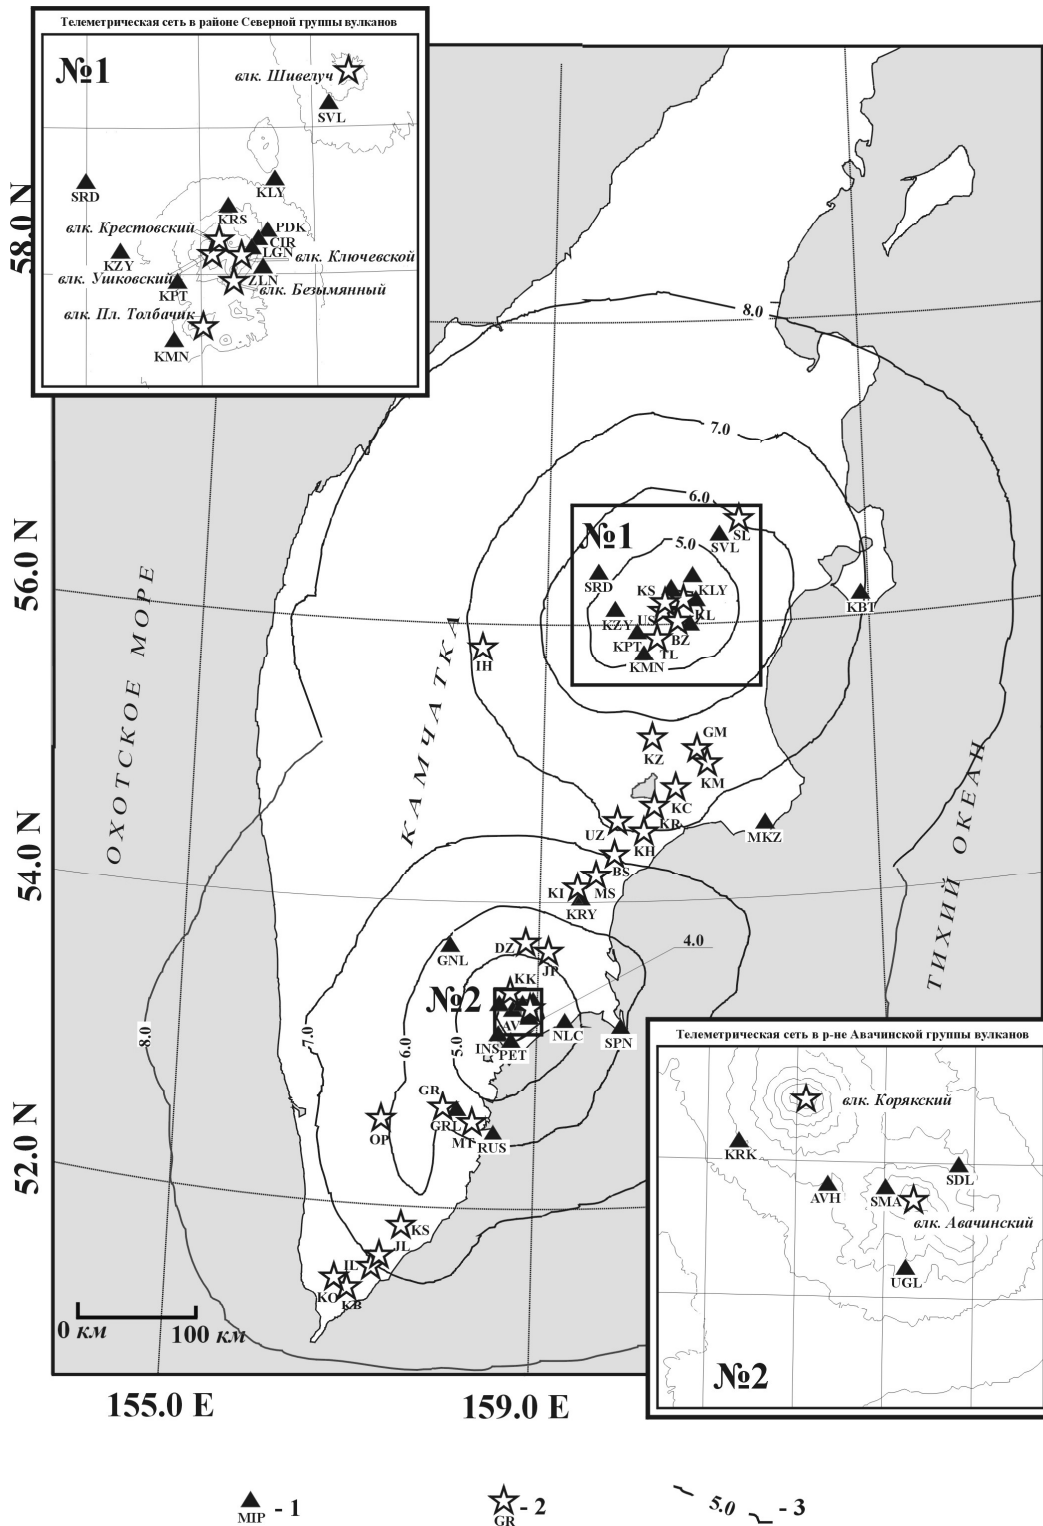 Телеметрическая сеть в районе Северной группы вулканов
№1
влк. Шивелуч
SVL
SRD
KLY
KRS
влк. Крестовский
PDK
CIR
LGN
KZY
влк. Ключевской
влк. Ушковский
ZLN
KPT
влк. Безымянный
влк. Пл. Толбачик
KMN
58.0 N
56.0 N
54.0 N
52.0 N
8.0
7.0
6.0
№1
SL
SVL
5.0
SRD
KS
KLY
KBT
KZY
US
KL
KPT
BZ
TL
KMN
IH
ОХОТСКОЕ МОРЕ
КАМЧАТКА
ТИХИЙ ОКЕАН
GM
KZ
KM
KC
KR
UZ
KH
MKZ
BS
KI
MS
KRY
4.0
DZ
JP
GNL
KK
№2
AV
NLC
SPN
INS
PET
8.0
7.0
6.0
5.0
GR
GRL
OP
MT
RUS
KS
JL
IL
KO
KB
0 км
100 км
155.0 E
159.0 E
Телеметрическая сеть в р-не Авачинской группы вулканов
влк. Корякский
KRK
SDL
AVH
SMA
влк. Авачинский
UGL
№2
MIP
- 1
GR
- 2
5.0
- 3